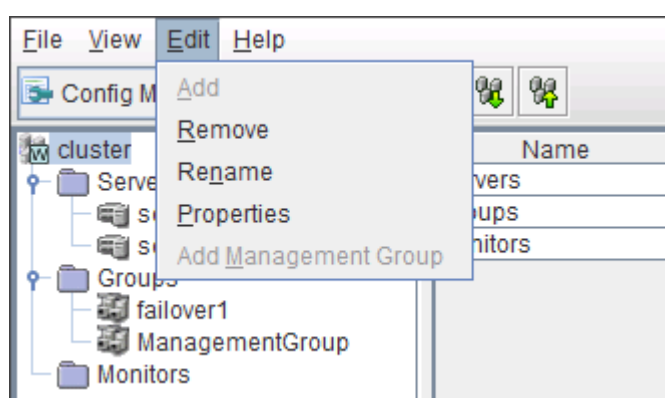 File View Edit Help
Config M
Add
Remove
Rename
Properties
Add Management Group
cluster
Serve
Groups
failover1
ManagementGroup
Monitors
Name
vers
ups
nitors